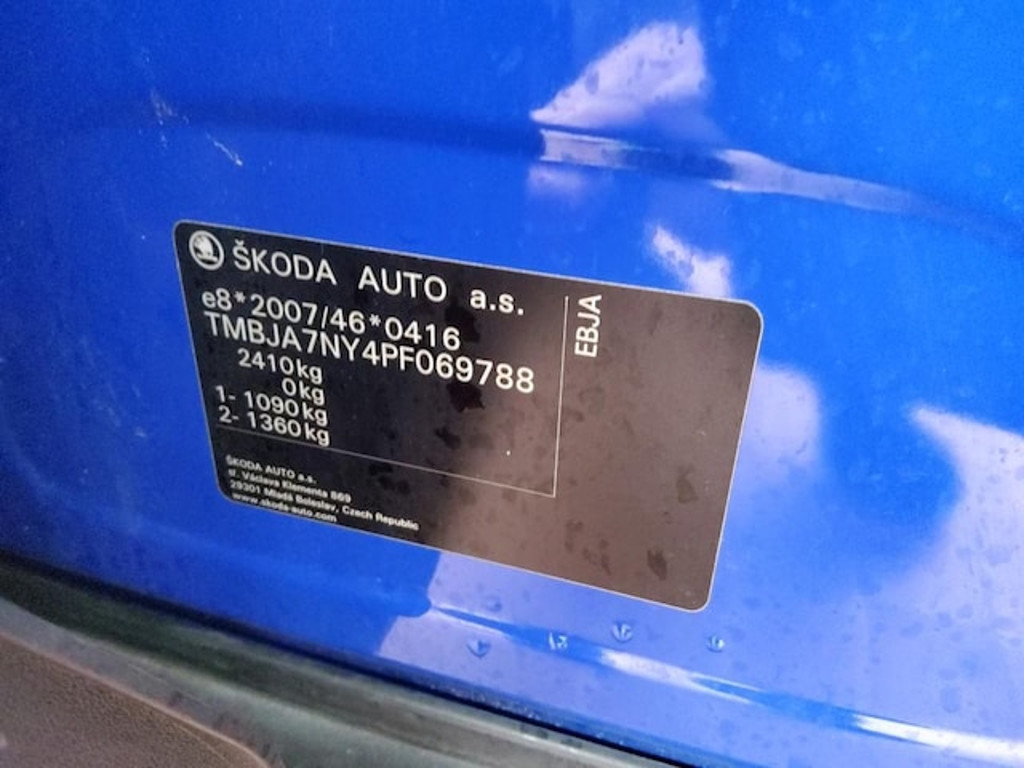 ŠKODA AUTO a.s.
e8*2007/46*0416
TMBJA7NY4PF069788
2410kg
0kg
1- 1090kg
2- 1360kg
EBJA
ŠKODA AUTO a.s.
tř. Václava Klementa 869
29301 Mladá Boleslav, Czech Republic
www.skoda-auto.com